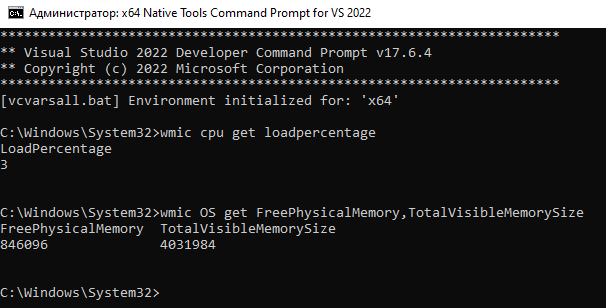 Администратор: x64 Native Tools Command Prompt for VS 2022
**********************************************************************
** Visual Studio 2022 Developer Command Prompt v17.6.4
** Copyright (c) 2022 Microsoft Corporation
**********************************************************************
[vcvarsall.bat] Environment initialized for: 'x64'
C:\Windows\System32>wmic cpu get loadpercentage
LoadPercentage
3
C:\Windows\System32>wmic OS get FreePhysicalMemory,TotalVisibleMemorySize
FreePhysicalMemory  TotalVisibleMemorySize
846096              4031984
C:\Windows\System32>